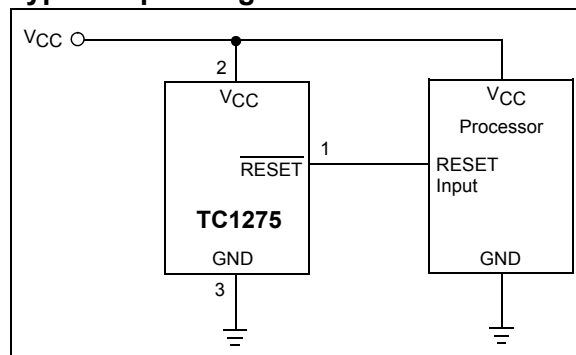 VCC
2
VCC
VCC
Processor
1
RESET
RESET
Input
TC1275
GND
GND
3